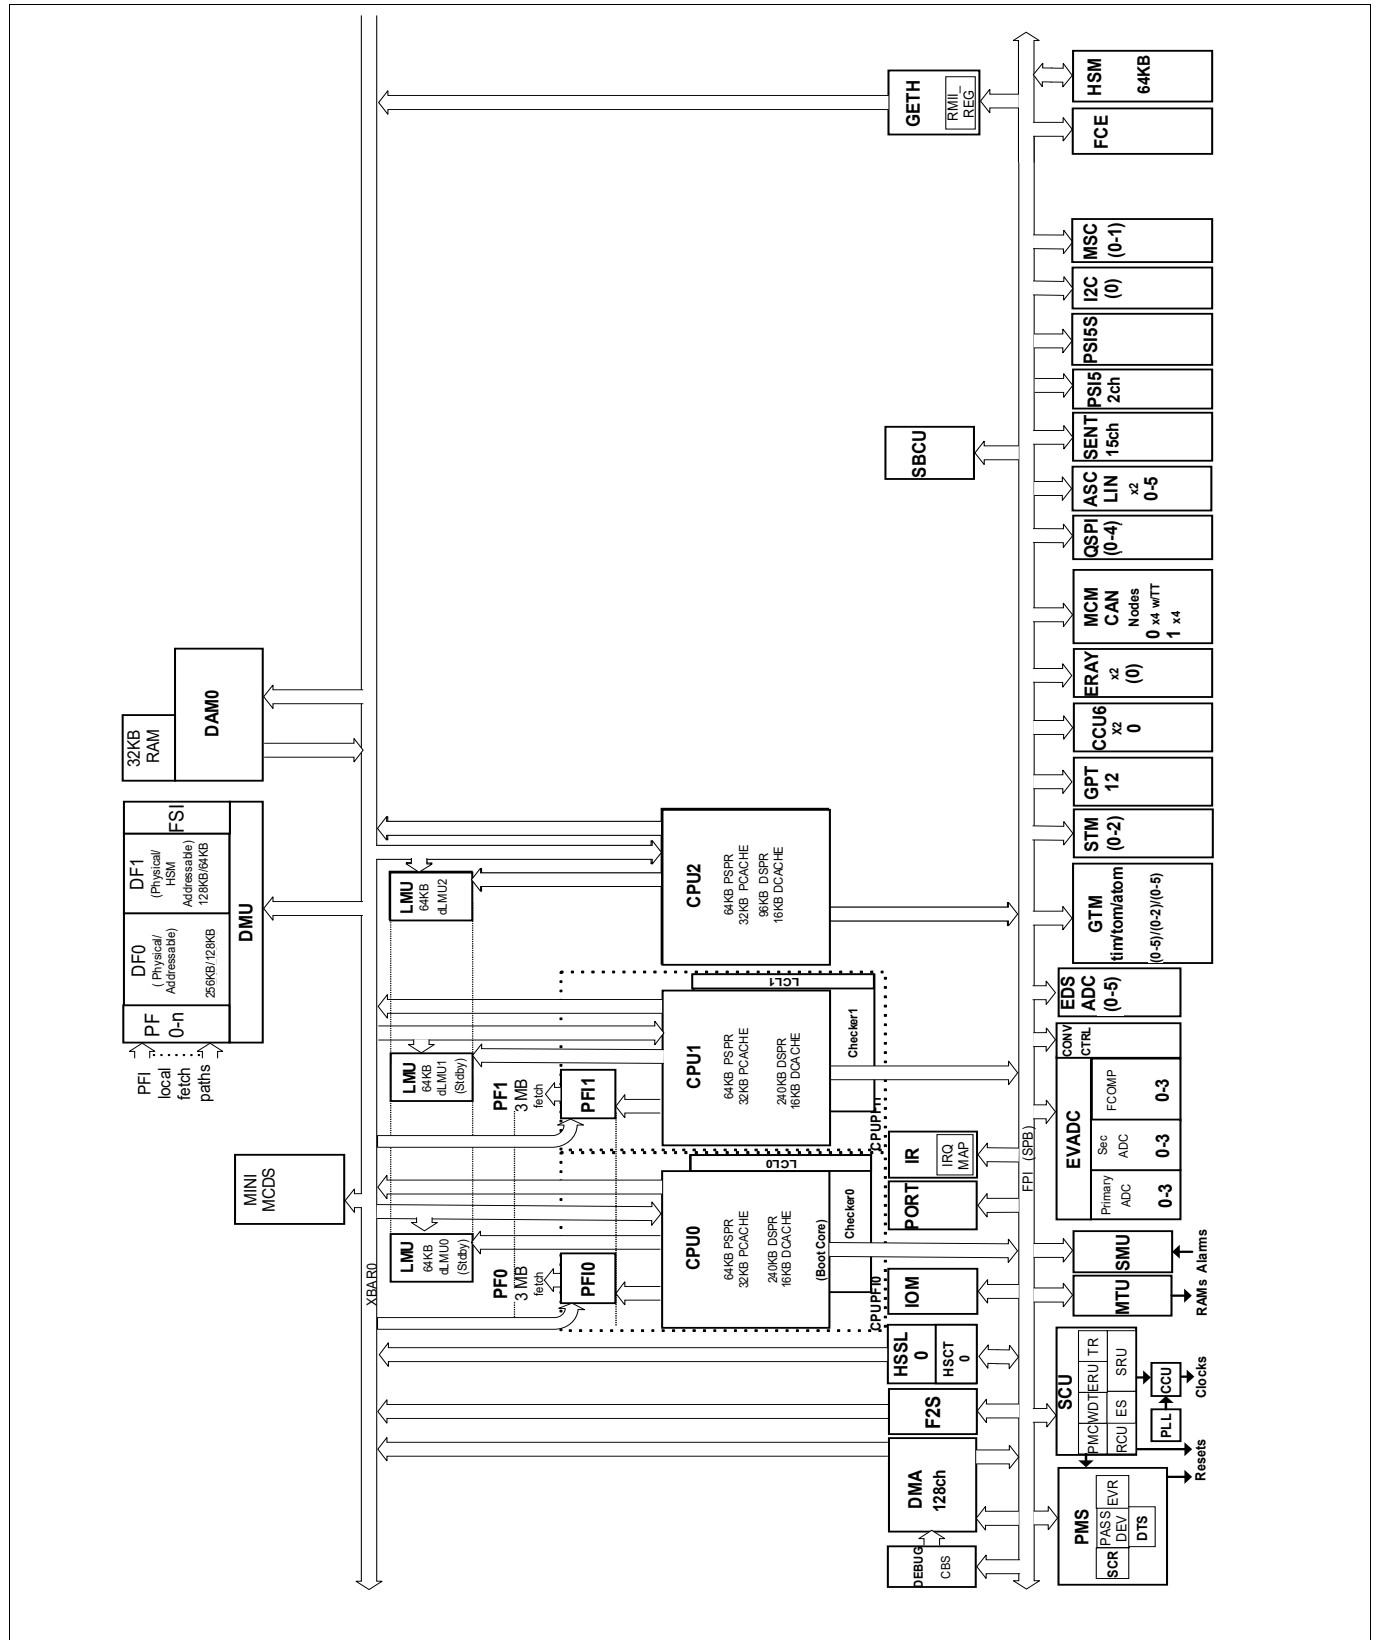 32KB
RAM
DAM0
FSI
DF1
(Physical/
HSM
Addressable)
128KB/64KB
DF0
( Physical/
Addressable)
256KB/128KB
PF
0-n
DMU
PFI
local
fetch
paths
MINI
MCDS
XBAR0
LMU
64KB
dLMU2
LMU
64KB
dLMU1
(Stdby)
LMU
64KB
dLMU0
(Stdby)
PF1
3 MB
fetch
PFI1
PF0
3 MB
fetch
PFI0
CPU2
64KB PSPR
32KB PCACHE
96KB DSPR
16KB DCACHE
CPU1
64KB PSPR
32KB PCACHE
240KB DSPR
16KB DCACHE
LCL1
Checker1
CPUPFI1
CPU0
64KB PSPR
32KB PCACHE
240KB DSPR
16KB DCACHE
(Boot Core)
LCL0
Checker0
CPUPFI0
GETH
RMII_
REG
SBCU
IR
IRQ
MAP
PORT
IOM
HSSL
0
HSCT
0
F2S
DMA
128ch
DEBUG
CBS
FPI (SPB)
HSM
64KB
FCE
MSC
(0-1)
I2C
(0)
PSI5S
PSI5
2ch
SENT
15ch
ASC
LIN
x2
0-5
QSPI
(0-4)
MCM
CAN
Nodes
0 x4 w/TT
1 x4
ERAY
x2
(0)
CCU6
x2
0
GPT
12
STM
(0-2)
GTM
tim/tom/atom
(0-5)/(0-2)/(0-5)
EDS
ADC
(0-5)
CONV
CTRL
EVADC
FCOMP
0-3
Sec
ADC
0-3
Primary
ADC
0-3
SMU
Alarms
MTU
RAMs
SCU
PMC WDT ERU TR
RCU ES SRU
PLL
CCU
Clocks
Resets
PMS
SCR
PASS
DEV
EVR
DTS